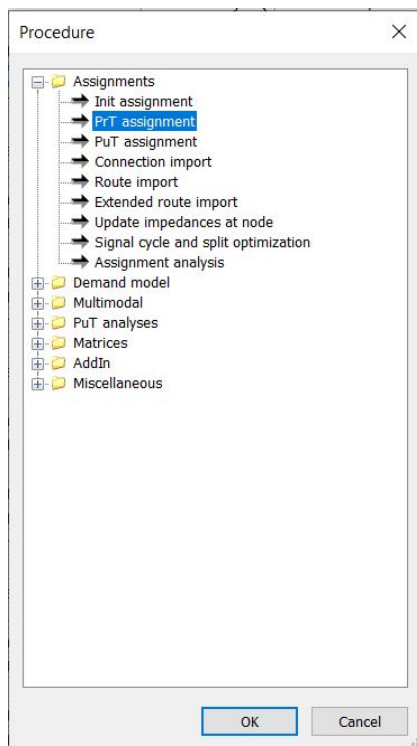 Procedure
Assignments
Init assignment
PrT assignment
PuT assignment
Connection import
Route import
Extended route import
Update impedances at node
Signal cycle and split optimization
Assignment analysis
Demand model
Multimodal
PuT analyses
Matrices
AddIn
Miscellaneous
OK Cancel